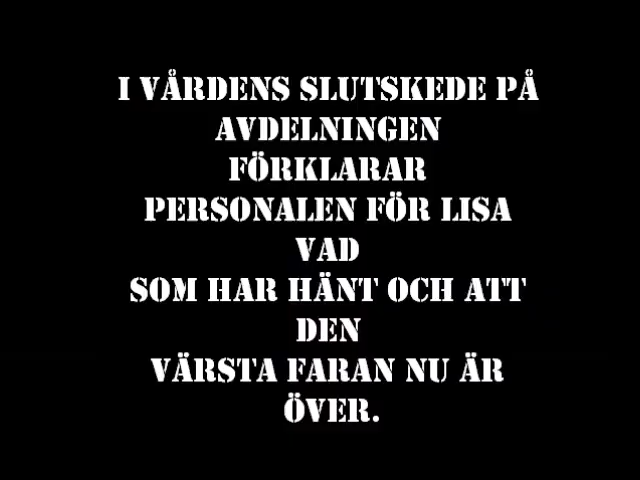 I VÅRDENS SLUTSKEDE PÅ
AVDELNINGEN
FÖRKLARAR
PERSONALEN FÖR LISA
VAD
SOM HAR HÄNT OCH ATT
DEN
VÄRSTA FARAN NU ÄR
ÖVER.